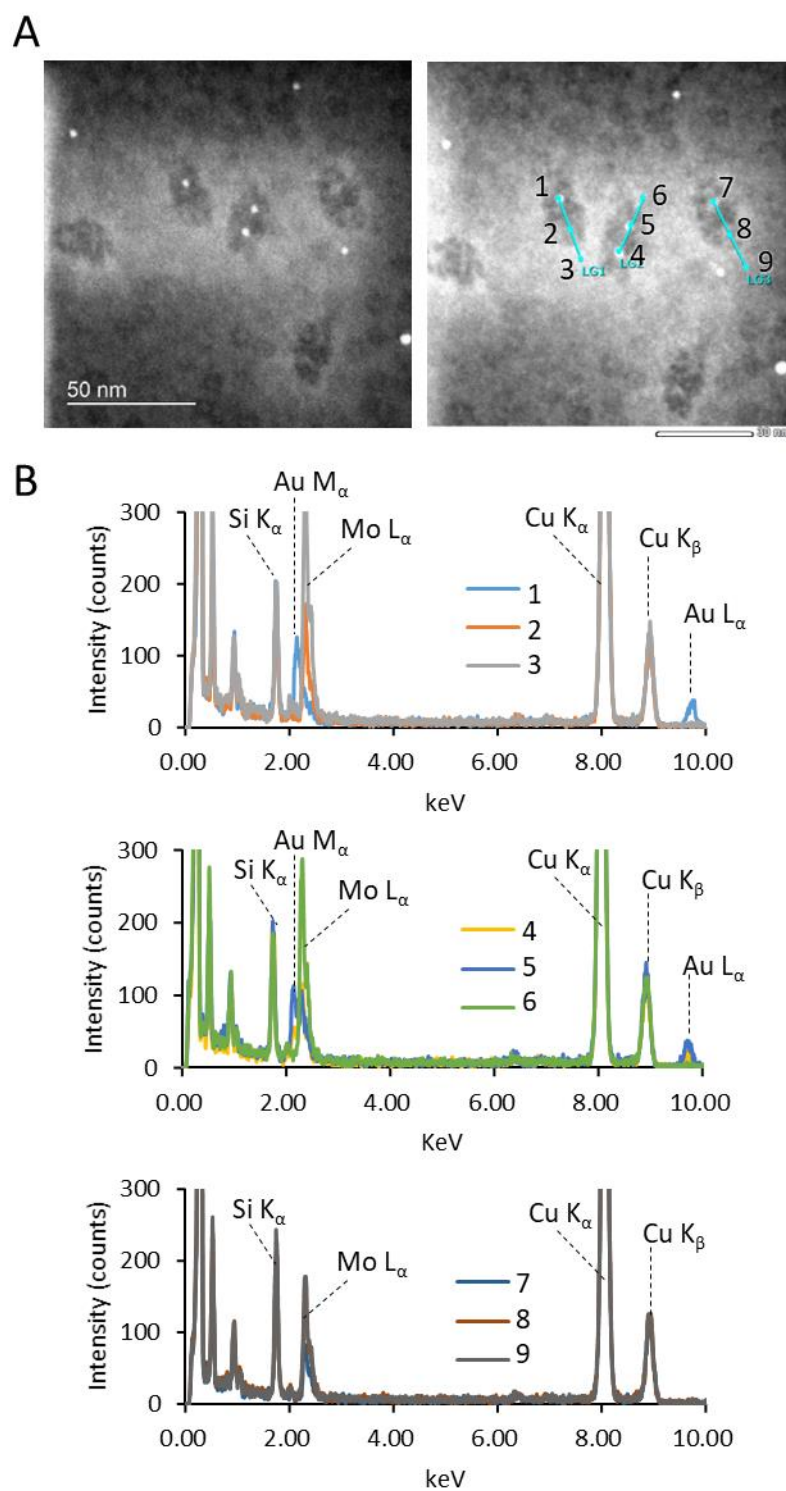 A
50 nm
1
2
3
LG1
6
5
4
LG2
7
8
9
LG3
30 nm
B
Au Mα
Si Kα
Mo Lα
Cu Kα
Cu Kβ
Au Lα
300
200
100
0
Intensity (counts)
1
2
3
0.00 2.00 4.00 6.00 8.00 10.00
keV
Au Mα
Si Kα
Mo Lα
Cu Kα
Cu Kβ
Au Lα
300
200
100
0
Intensity (counts)
4
5
6
0.00 2.00 4.00 6.00 8.00 10.00
KeV
Si Kα
Mo Lα
Cu Kα
Cu Kβ
300
200
100
0
Intensity (counts)
7
8
9
0.00 2.00 4.00 6.00 8.00 10.00
keV